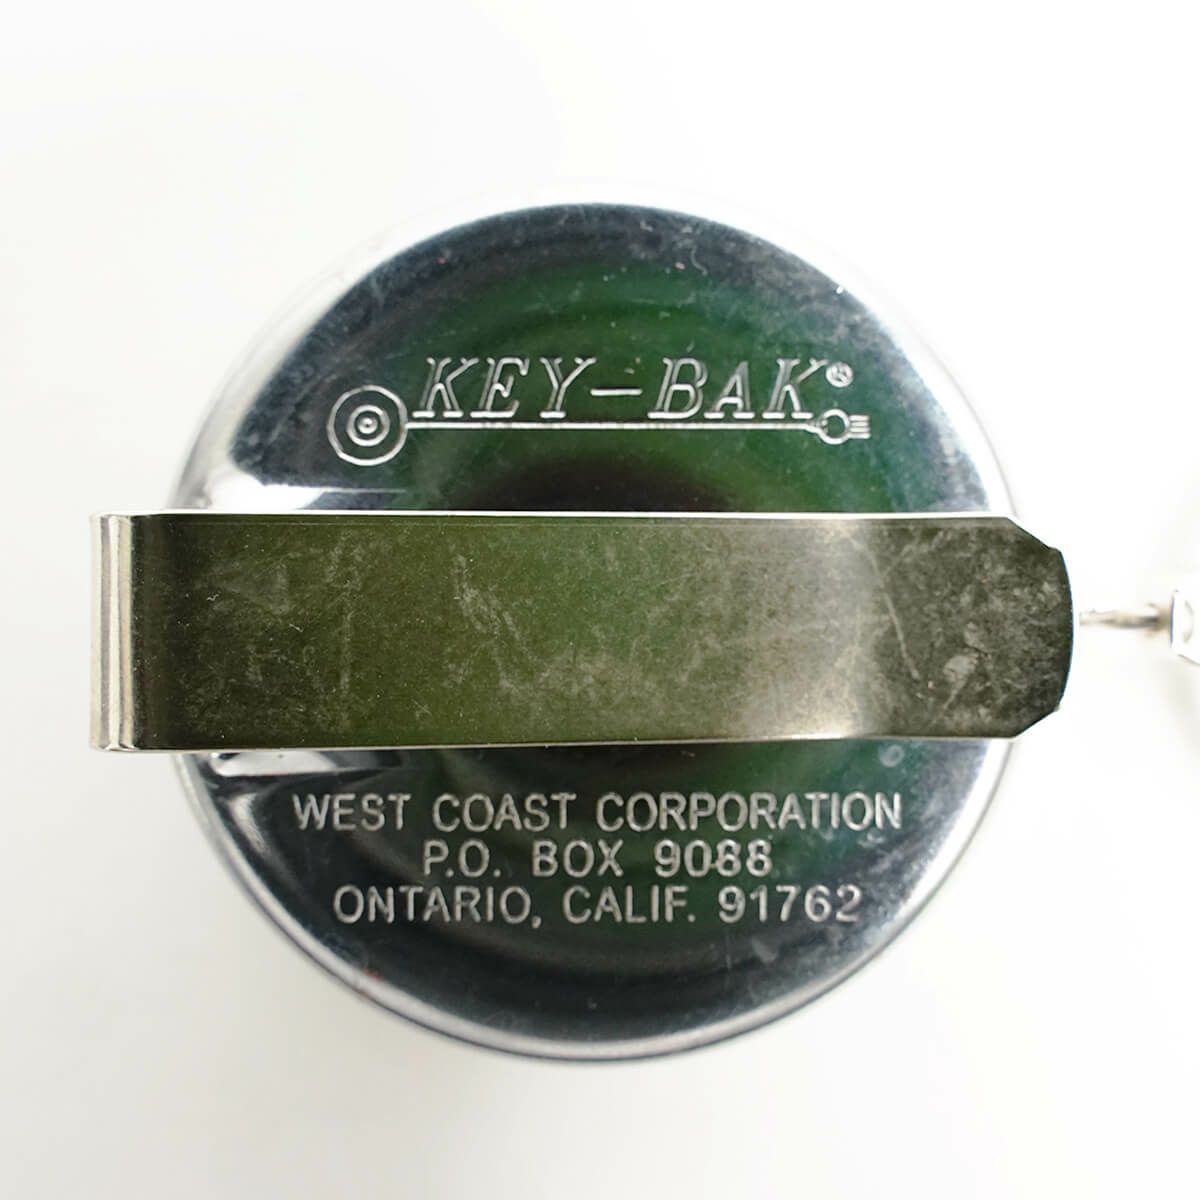 KEY-BAK®
WEST COAST CORPORATION
P.O. BOX 9088
ONTARIO, CALIF. 91762